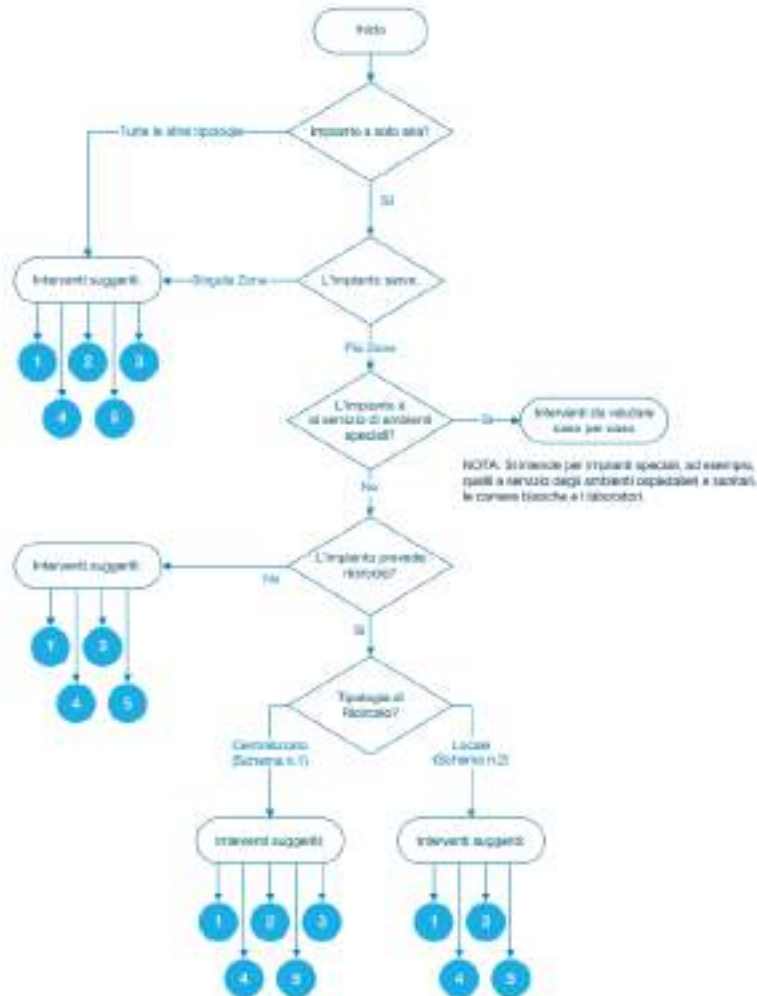 Inizio
Impianto a solo aria?
Tutte le altre tipologie
Sì
Interventi suggeriti:
Singola Zona
L'impianto serve:
Più Zone
1
2
3
4
5
L'impianto è
al servizio di ambienti
speciali?
Sì
Interventi da valutare
caso per caso
NOTA: Si intende per impianti speciali, ad esempio,
quelli a servizio degli ambienti ospedalieri e sanitari,
le camere bianche e i laboratori.
No
Interventi suggeriti:
No
L'impianto prevede
ricircolo?
Sì
1
3
4
5
Tipologia di
Ricircolo?
Centralizzato
(Schema n.1)
Locale
(Schema n.2)
Interventi suggeriti:
Interventi suggeriti:
1
2
3
1
3
4
5
4
5